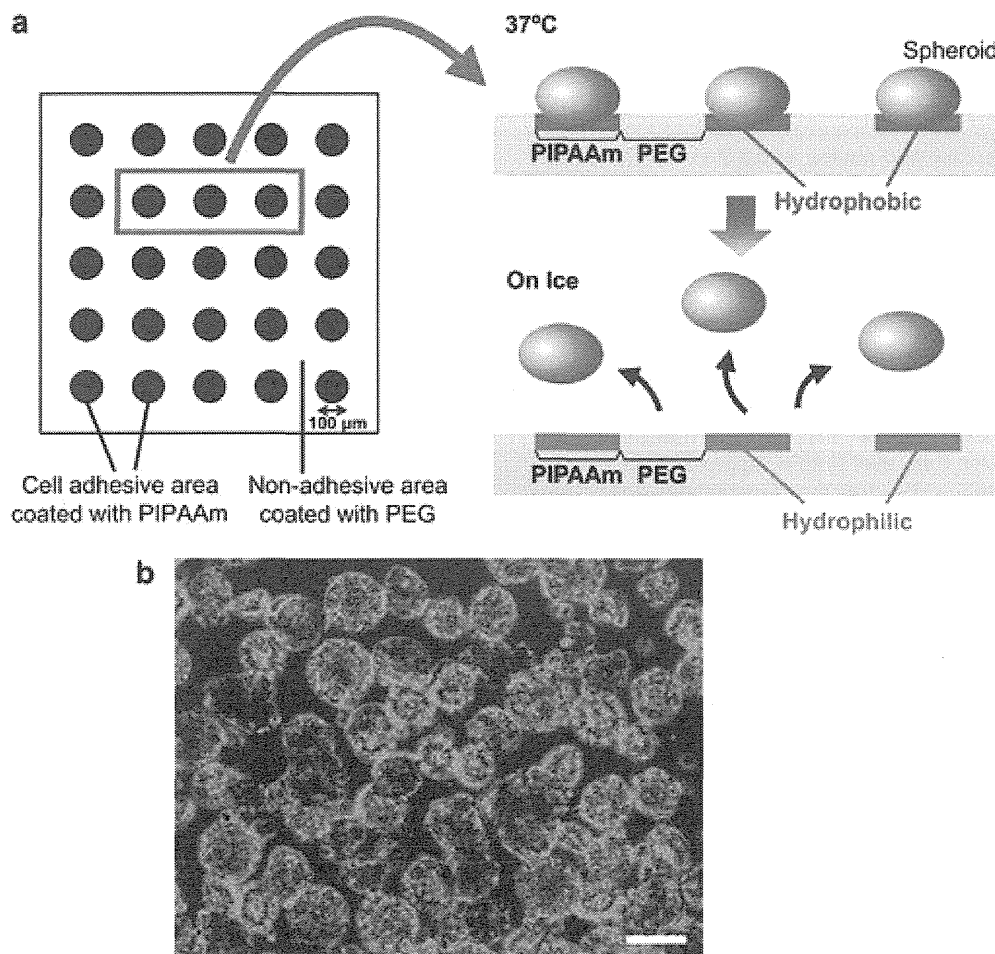 a
37°C
Spheroid
PIPAAm PEG
Hydrophobic
On Ice
100 µm
PIPAAm PEG
Cell adhesive area
coated with PIPAAm
Non-adhesive area
coated with PEG
Hydrophilic
b